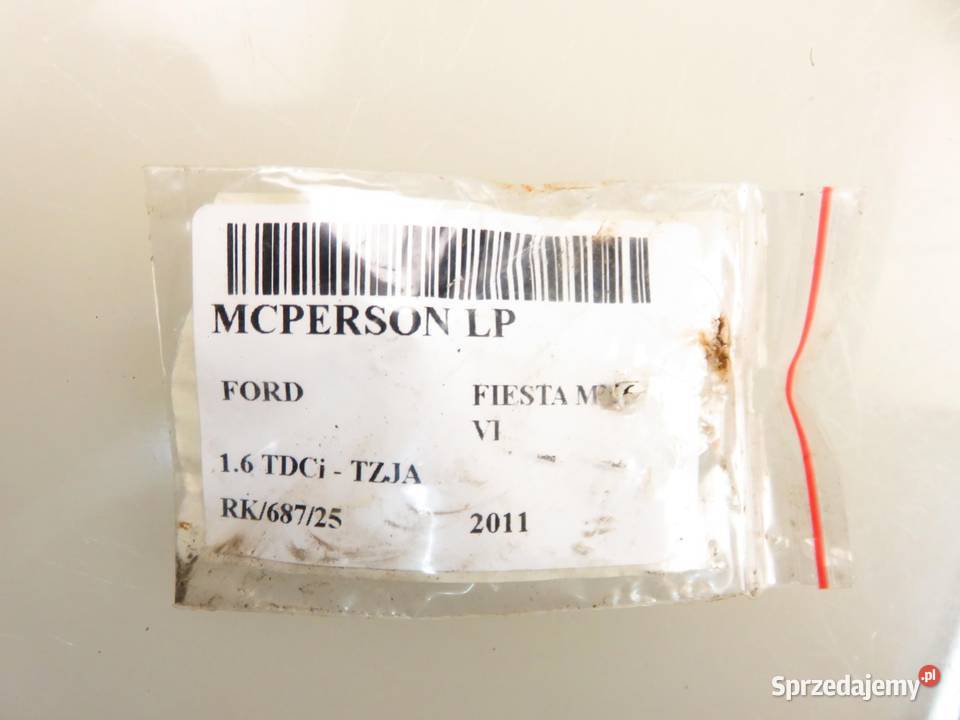 MCPERSON LP
FORD
FIESTA
VI
1.6 TDCi - TZJA
RK/687/25
2011
Sprzedajemy.pl